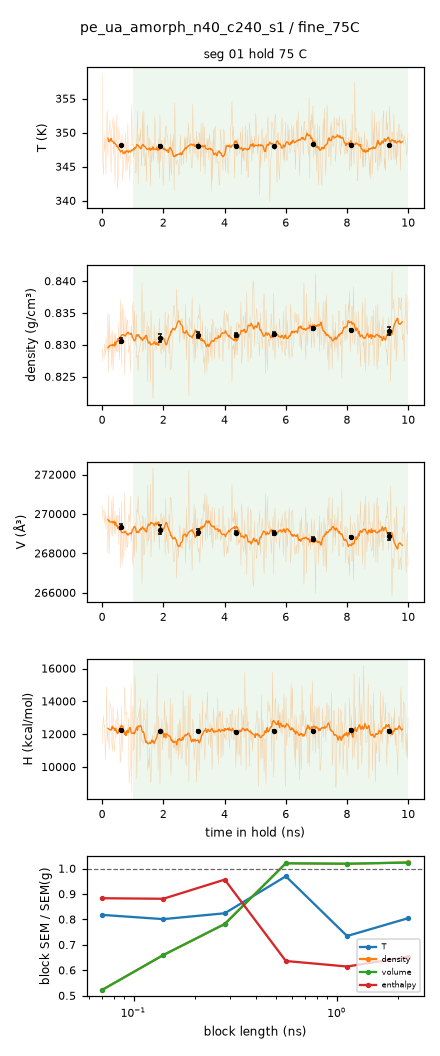 pe_ua_amorph_n40_c240_s1 / fine_75C
seg 01 hold 75 C
T (K)
355
350
345
340
0 2 4 6 8 10
density (g/cm³)
0.840
0.835
0.830
0.825
0 2 4 6 8 10
V (Å³)
272000
270000
268000
266000
0 2 4 6 8 10
H (kcal/mol)
16000
14000
12000
10000
0 2 4 6 8 10
time in hold (ns)
block SEM / SEM(g)
1.0
0.9
0.8
0.7
0.6
0.5
T
density
volume
enthalpy
10⁻¹ 10⁰
block length (ns)